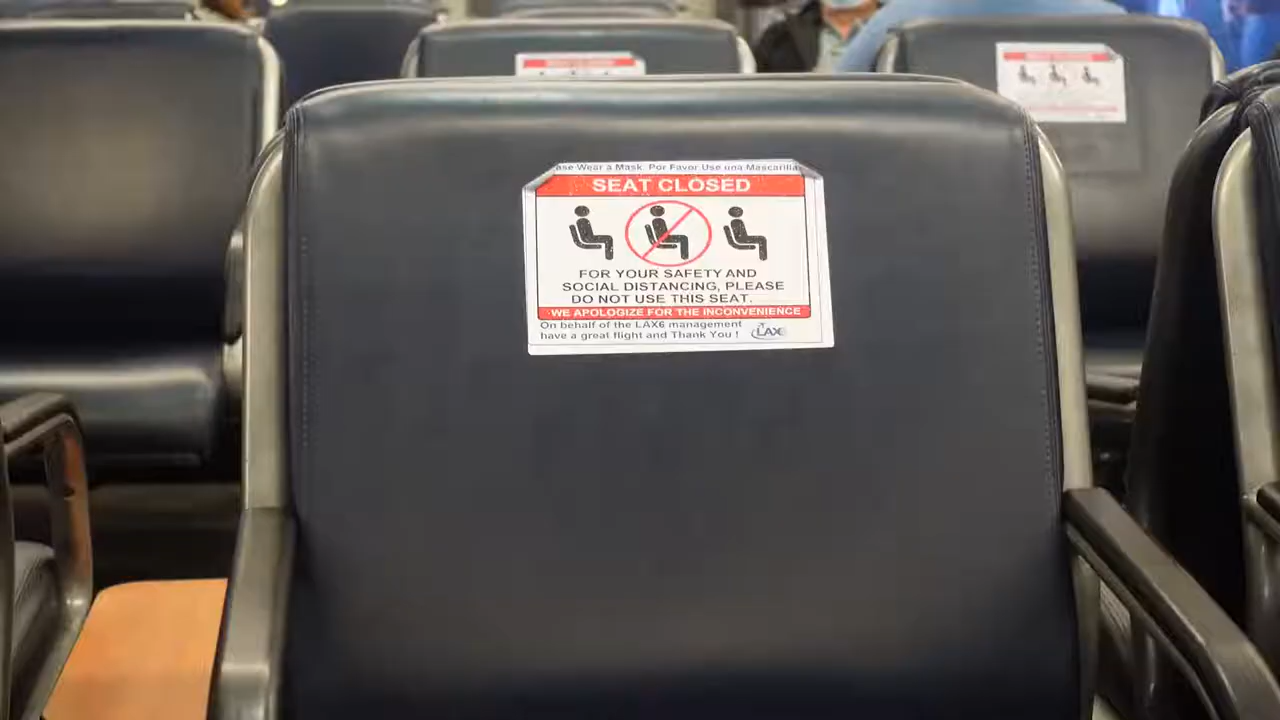 ase Wear a Mask. Por Favor Use una Mascarilla
SEAT CLOSED
FOR YOUR SAFETY AND
SOCIAL DISTANCING, PLEASE
DO NOT USE THIS SEAT.
WE APOLOGIZE FOR THE INCONVENIENCE
On behalf of the LAX6 management
have a great flight and Thank You !
LAX